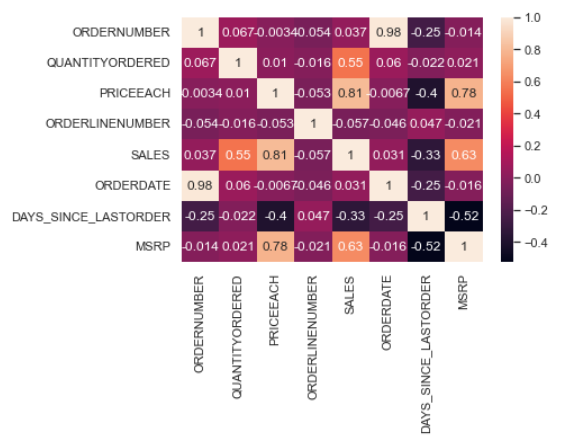 ORDERNUMBER 1 0.067 -0.0034 -0.054 0.037 0.98 -0.25 -0.014
QUANTITYORDERED 0.067 1 0.01 -0.016 0.55 0.06 -0.022 0.021
PRICEEACH -0.0034 0.01 1 -0.053 0.81 -0.0067 -0.4 0.78
ORDERLINENUMBER -0.054 -0.016 -0.053 1 -0.057 -0.046 0.047 -0.021
SALES 0.037 0.55 0.81 -0.057 1 0.031 -0.33 0.63
ORDERDATE 0.98 0.06 -0.0067 -0.046 0.031 1 -0.25 -0.016
DAYS_SINCE_LASTORDER -0.25 -0.022 -0.4 0.047 -0.33 -0.25 1 -0.52
MSRP -0.014 0.021 0.78 -0.021 0.63 -0.016 -0.52 1
ORDERNUMBER
QUANTITYORDERED
PRICEEACH
ORDERLINENUMBER
SALES
ORDERDATE
DAYS_SINCE_LASTORDER
MSRP
1.0
0.8
0.6
0.4
0.2
0.0
−0.2
−0.4